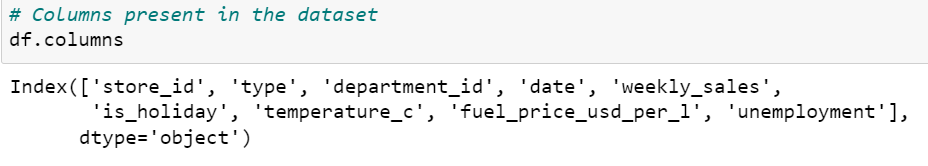 # Columns present in the dataset
df.columns
Index(['store_id', 'type', 'department_id', 'date', 'weekly_sales',
'is_holiday', 'temperature_c', 'fuel_price_usd_per_l', 'unemployment'],
dtype='object')